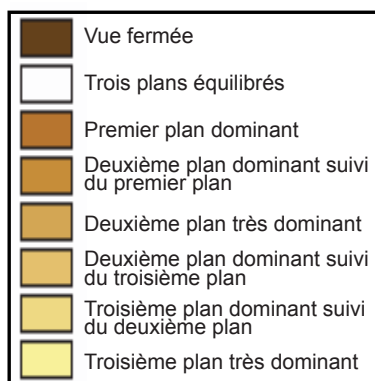 Vue fermée
Trois plans équilibrés
Premier plan dominant
Deuxième plan dominant suivi
du premier plan
Deuxième plan très dominant
Deuxième plan dominant suivi
du troisième plan
Troisième plan dominant suivi
du deuxième plan
Troisième plan très dominant